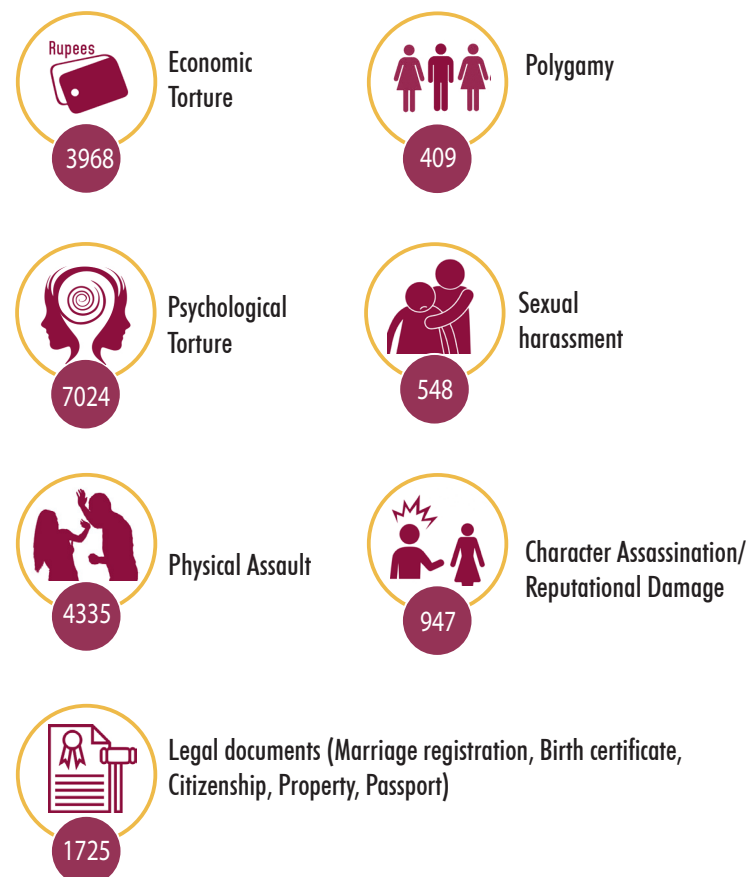 Rupees
Economic
Torture
3968
Polygamy
409
Psychological
Torture
7024
Sexual
harassment
548
Physical Assault
4335
Character Assassination/
Reputational Damage
947
Legal documents (Marriage registration, Birth certificate,
Citizenship, Property, Passport)
1725